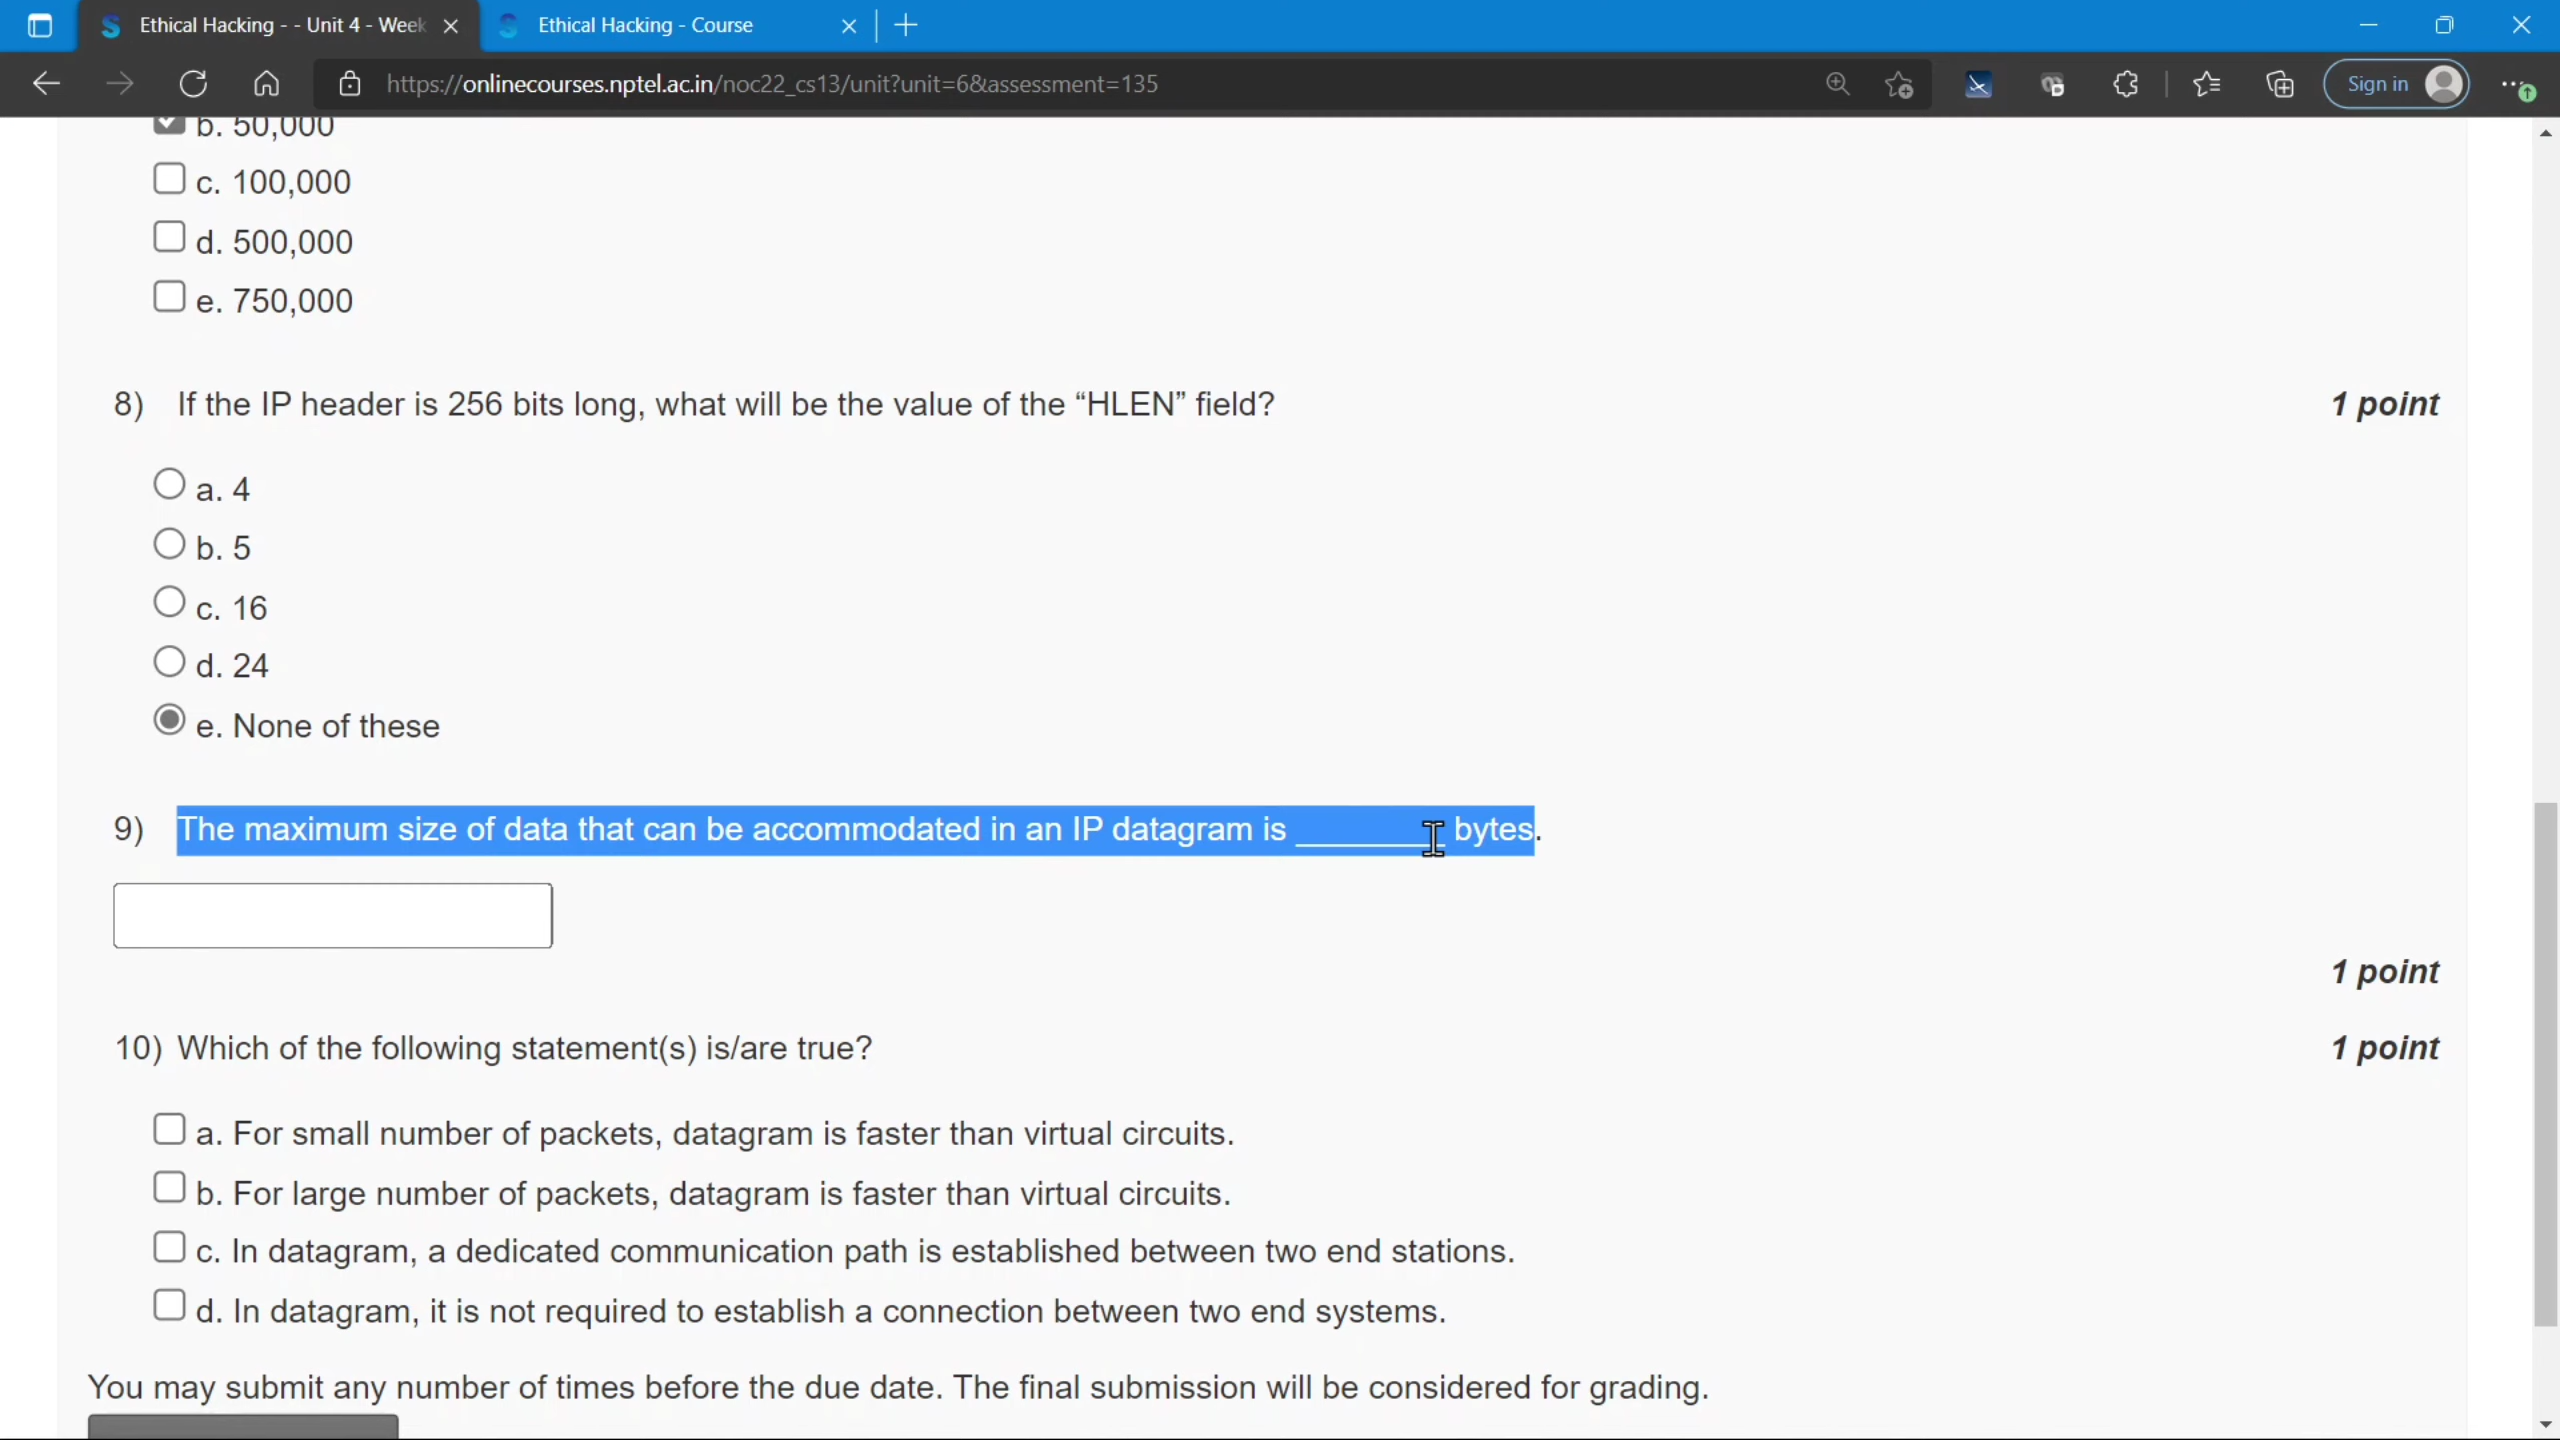 Ethical Hacking - - Unit 4 - Week
Ethical Hacking - Course
https://onlinecourses.nptel.ac.in/noc22_cs13/unit?unit=6&assessment=135
Sign in
b. 50,000
c. 100,000
d. 500,000
e. 750,000
8) If the IP header is 256 bits long, what will be the value of the “HLEN” field? 1 point
a. 4
b. 5
c. 16
d. 24
e. None of these
9) The maximum size of data that can be accommodated in an IP datagram is ________ bytes.
1 point
10) Which of the following statement(s) is/are true? 1 point
a. For small number of packets, datagram is faster than virtual circuits.
b. For large number of packets, datagram is faster than virtual circuits.
c. In datagram, a dedicated communication path is established between two end stations.
d. In datagram, it is not required to establish a connection between two end systems.
You may submit any number of times before the due date. The final submission will be considered for grading.